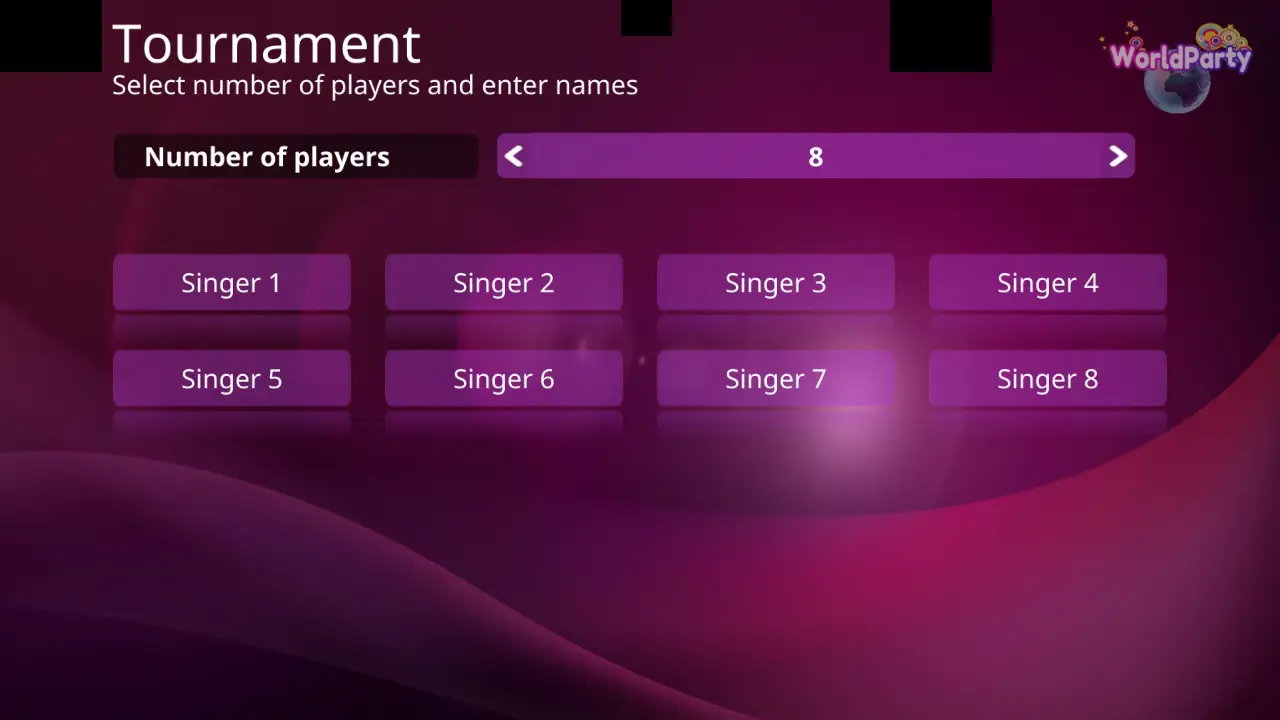 Tournament
Select number of players and enter names
WorldParty
Number of players
8
Singer 1 Singer 2 Singer 3 Singer 4
Singer 5 Singer 6 Singer 7 Singer 8